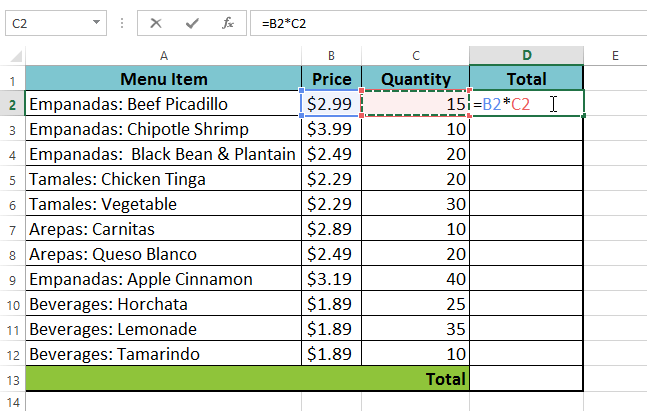 C2 fx =B2*C2
A B C D E
1 Menu Item Price Quantity Total
2 Empanadas: Beef Picadillo $2.99 15 =B2*C2
3 Empanadas: Chipotle Shrimp $3.99 10
4 Empanadas: Black Bean & Plantain $2.49 20
5 Tamales: Chicken Tinga $2.29 20
6 Tamales: Vegetable $2.29 30
7 Arepas: Carnitas $2.89 10
8 Arepas: Queso Blanco $2.49 20
9 Empanadas: Apple Cinnamon $3.19 40
10 Beverages: Horchata $1.89 25
11 Beverages: Lemonade $1.89 35
12 Beverages: Tamarindo $1.89 10
13 Total
14